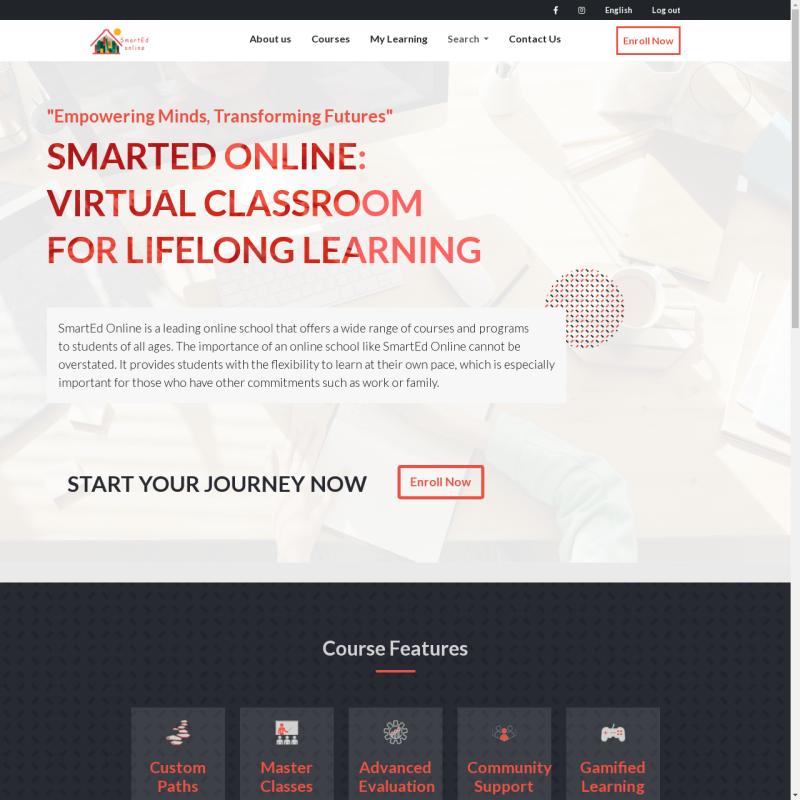 English
Log out
SmartEd
online
About us
Courses
My Learning
Search
Contact Us
Enroll Now
"Empowering Minds, Transforming Futures"
SMARTED ONLINE:
VIRTUAL CLASSROOM
FOR LIFELONG LEARNING
SmartEd Online is a leading online school that offers a wide range of courses and programs
to students of all ages. The importance of an online school like SmartEd Online cannot be
overstated. It provides students with the flexibility to learn at their own pace, which is especially
important for those who have other commitments such as work or family.
START YOUR JOURNEY NOW
Enroll Now
Course Features
Custom
Paths
Master
Classes
Advanced
Evaluation
Community
Support
Gamified
Learning